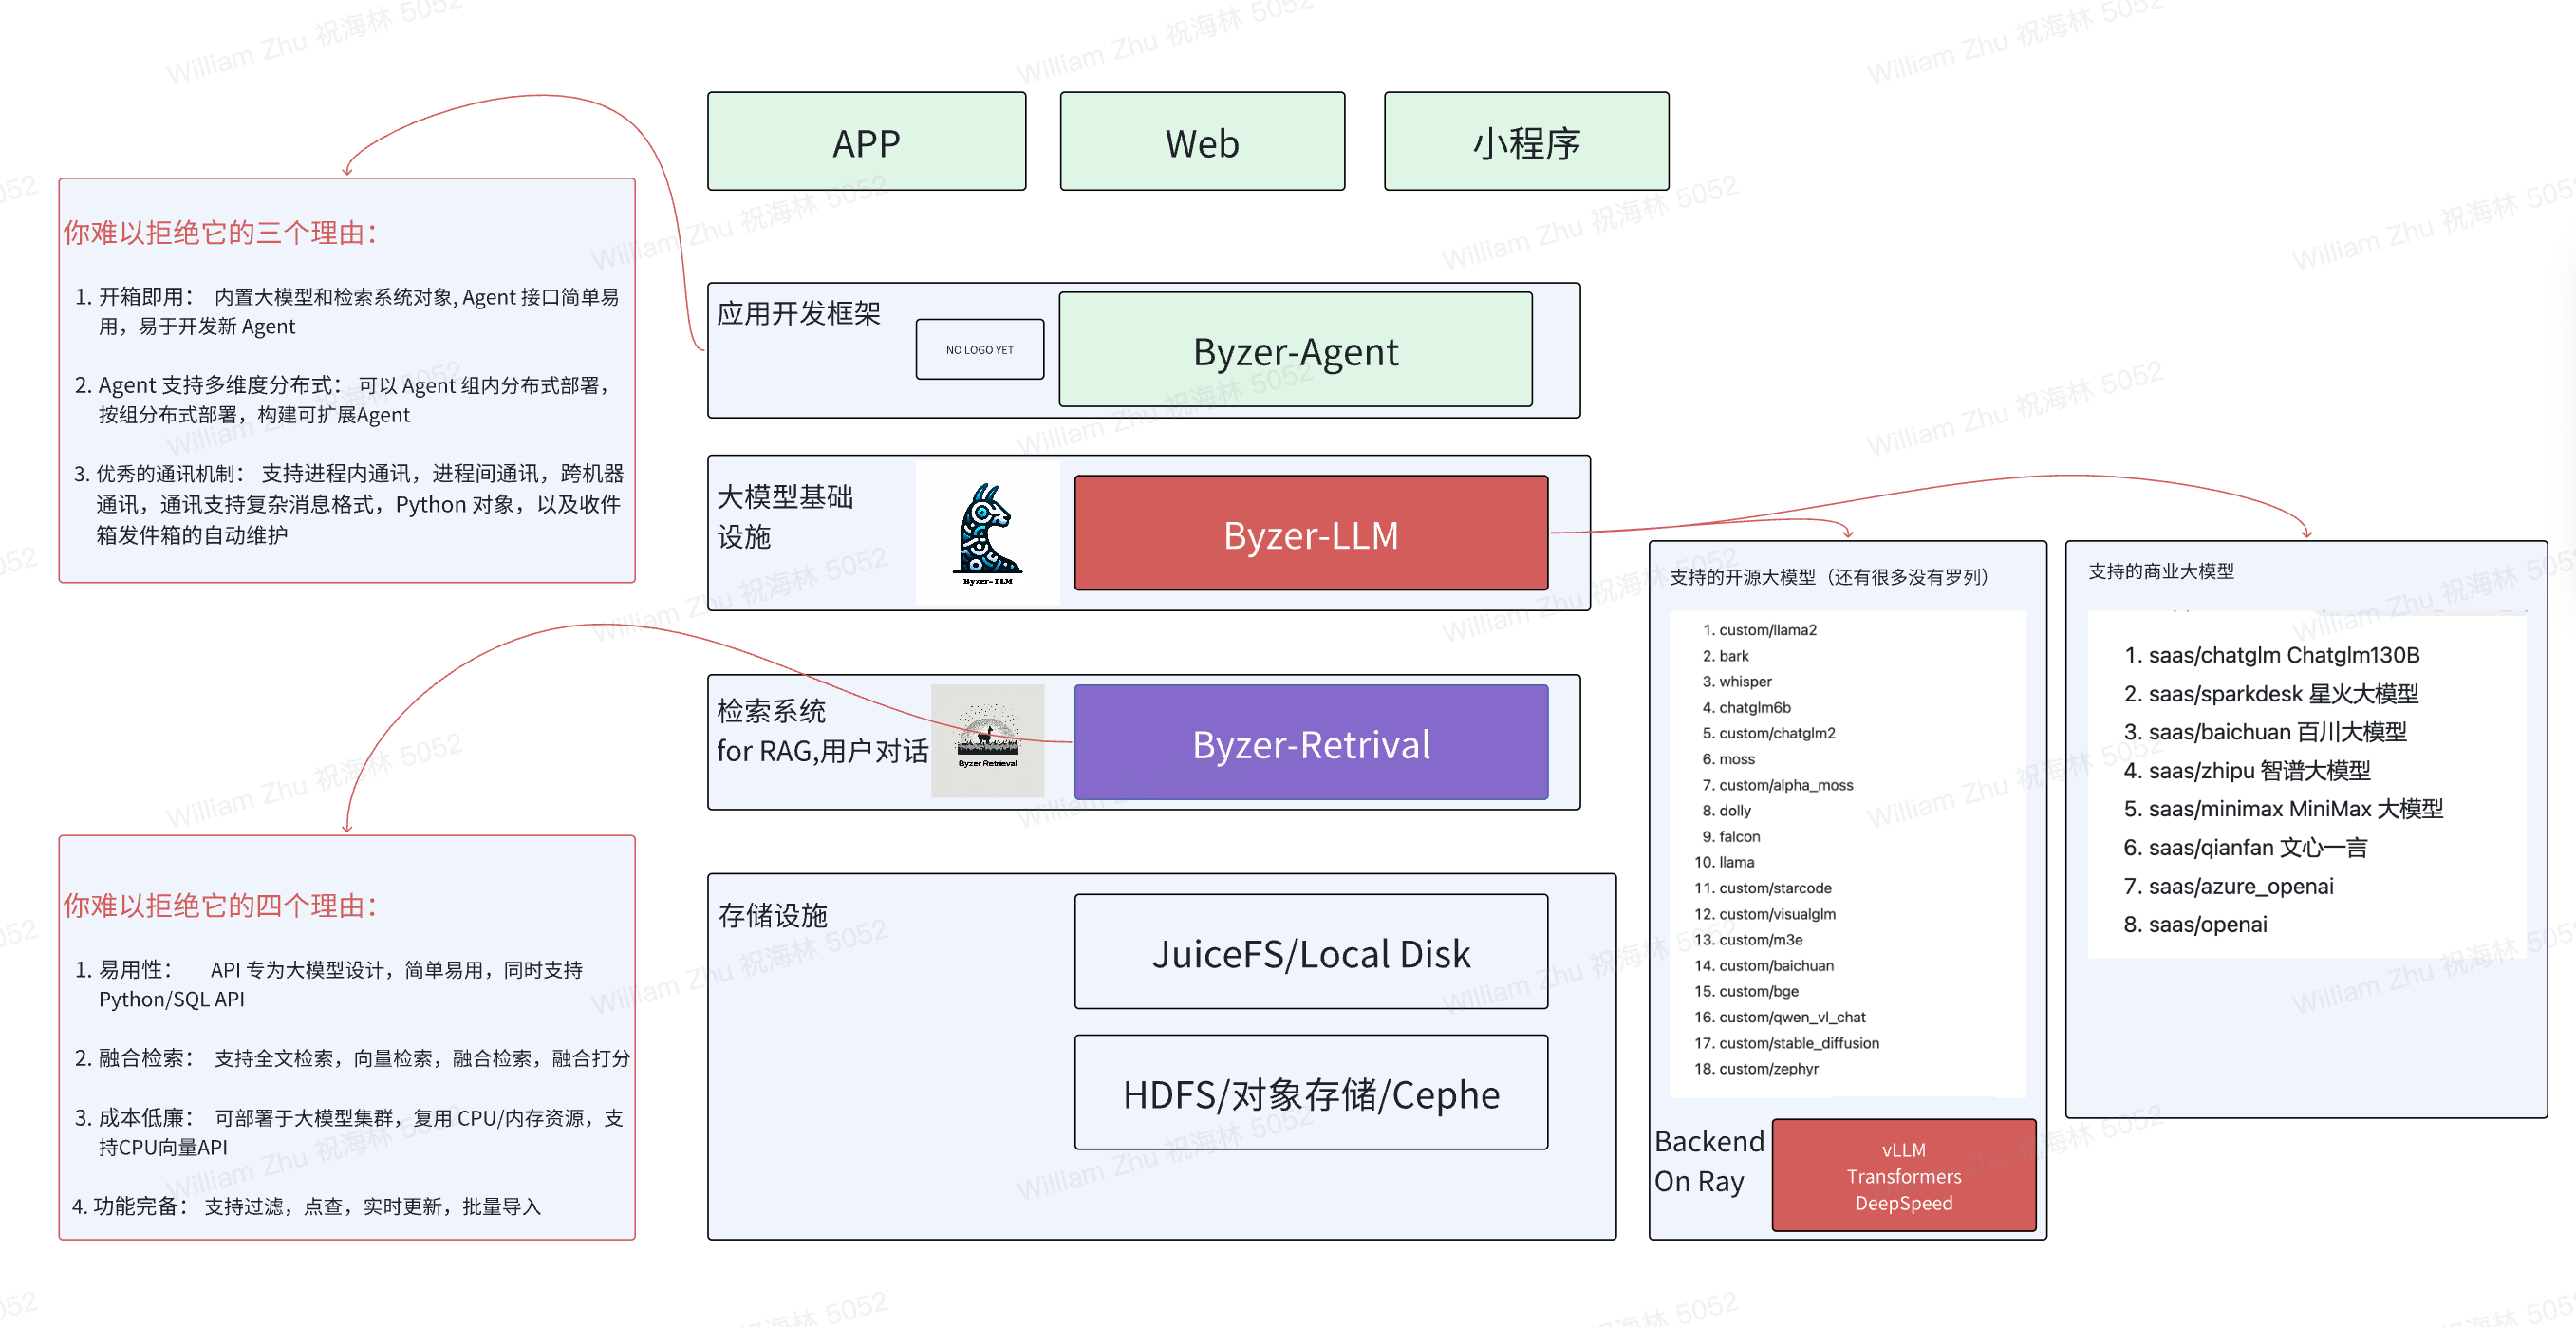 APP
Web
小程序
你难以拒绝它的三个理由：
1. 开箱即用： 内置大模型和检索系统对象, Agent 接口简单易
用，易于开发新 Agent
2. Agent 支持多维度分布式： 可以 Agent 组内分布式部署，
按组分布式部署，构建可扩展Agent
3. 优秀的通讯机制： 支持进程内通讯，进程间通讯，跨机器
通讯，通讯支持复杂消息格式，Python 对象，以及收件
箱发件箱的自动维护
应用开发框架
NO LOGO YET
Byzer-Agent
大模型基础
设施
Byzer-LLM
Byzer-LLM
检索系统
for RAG,用户对话
Byzer Retrieval
Byzer-Retrival
你难以拒绝它的四个理由：
1. 易用性： API 专为大模型设计，简单易用，同时支持
Python/SQL API
2. 融合检索： 支持全文检索，向量检索，融合检索，融合打分
3. 成本低廉： 可部署于大模型集群，复用 CPU/内存资源，支
持CPU向量API
4. 功能完备： 支持过滤，点查，实时更新，批量导入
存储设施
JuiceFS/Local Disk
HDFS/对象存储/Cephe
支持的开源大模型（还有很多没有罗列）
1. custom/llama2
2. bark
3. whisper
4. chatglm6b
5. custom/chatglm2
6. moss
7. custom/alpha_moss
8. dolly
9. falcon
10. llama
11. custom/starcode
12. custom/visualglm
13. custom/m3e
14. custom/baichuan
15. custom/bge
16. custom/qwen_vl_chat
17. custom/stable_diffusion
18. custom/zephyr
Backend
On Ray
vLLM
Transformers
DeepSpeed
支持的商业大模型
1. saas/chatglm Chatglm130B
2. saas/sparkdesk 星火大模型
3. saas/baichuan 百川大模型
4. saas/zhipu 智谱大模型
5. saas/minimax MiniMax 大模型
6. saas/qianfan 文心一言
7. saas/azure_openai
8. saas/openai
William Zhu 祝海林 5052